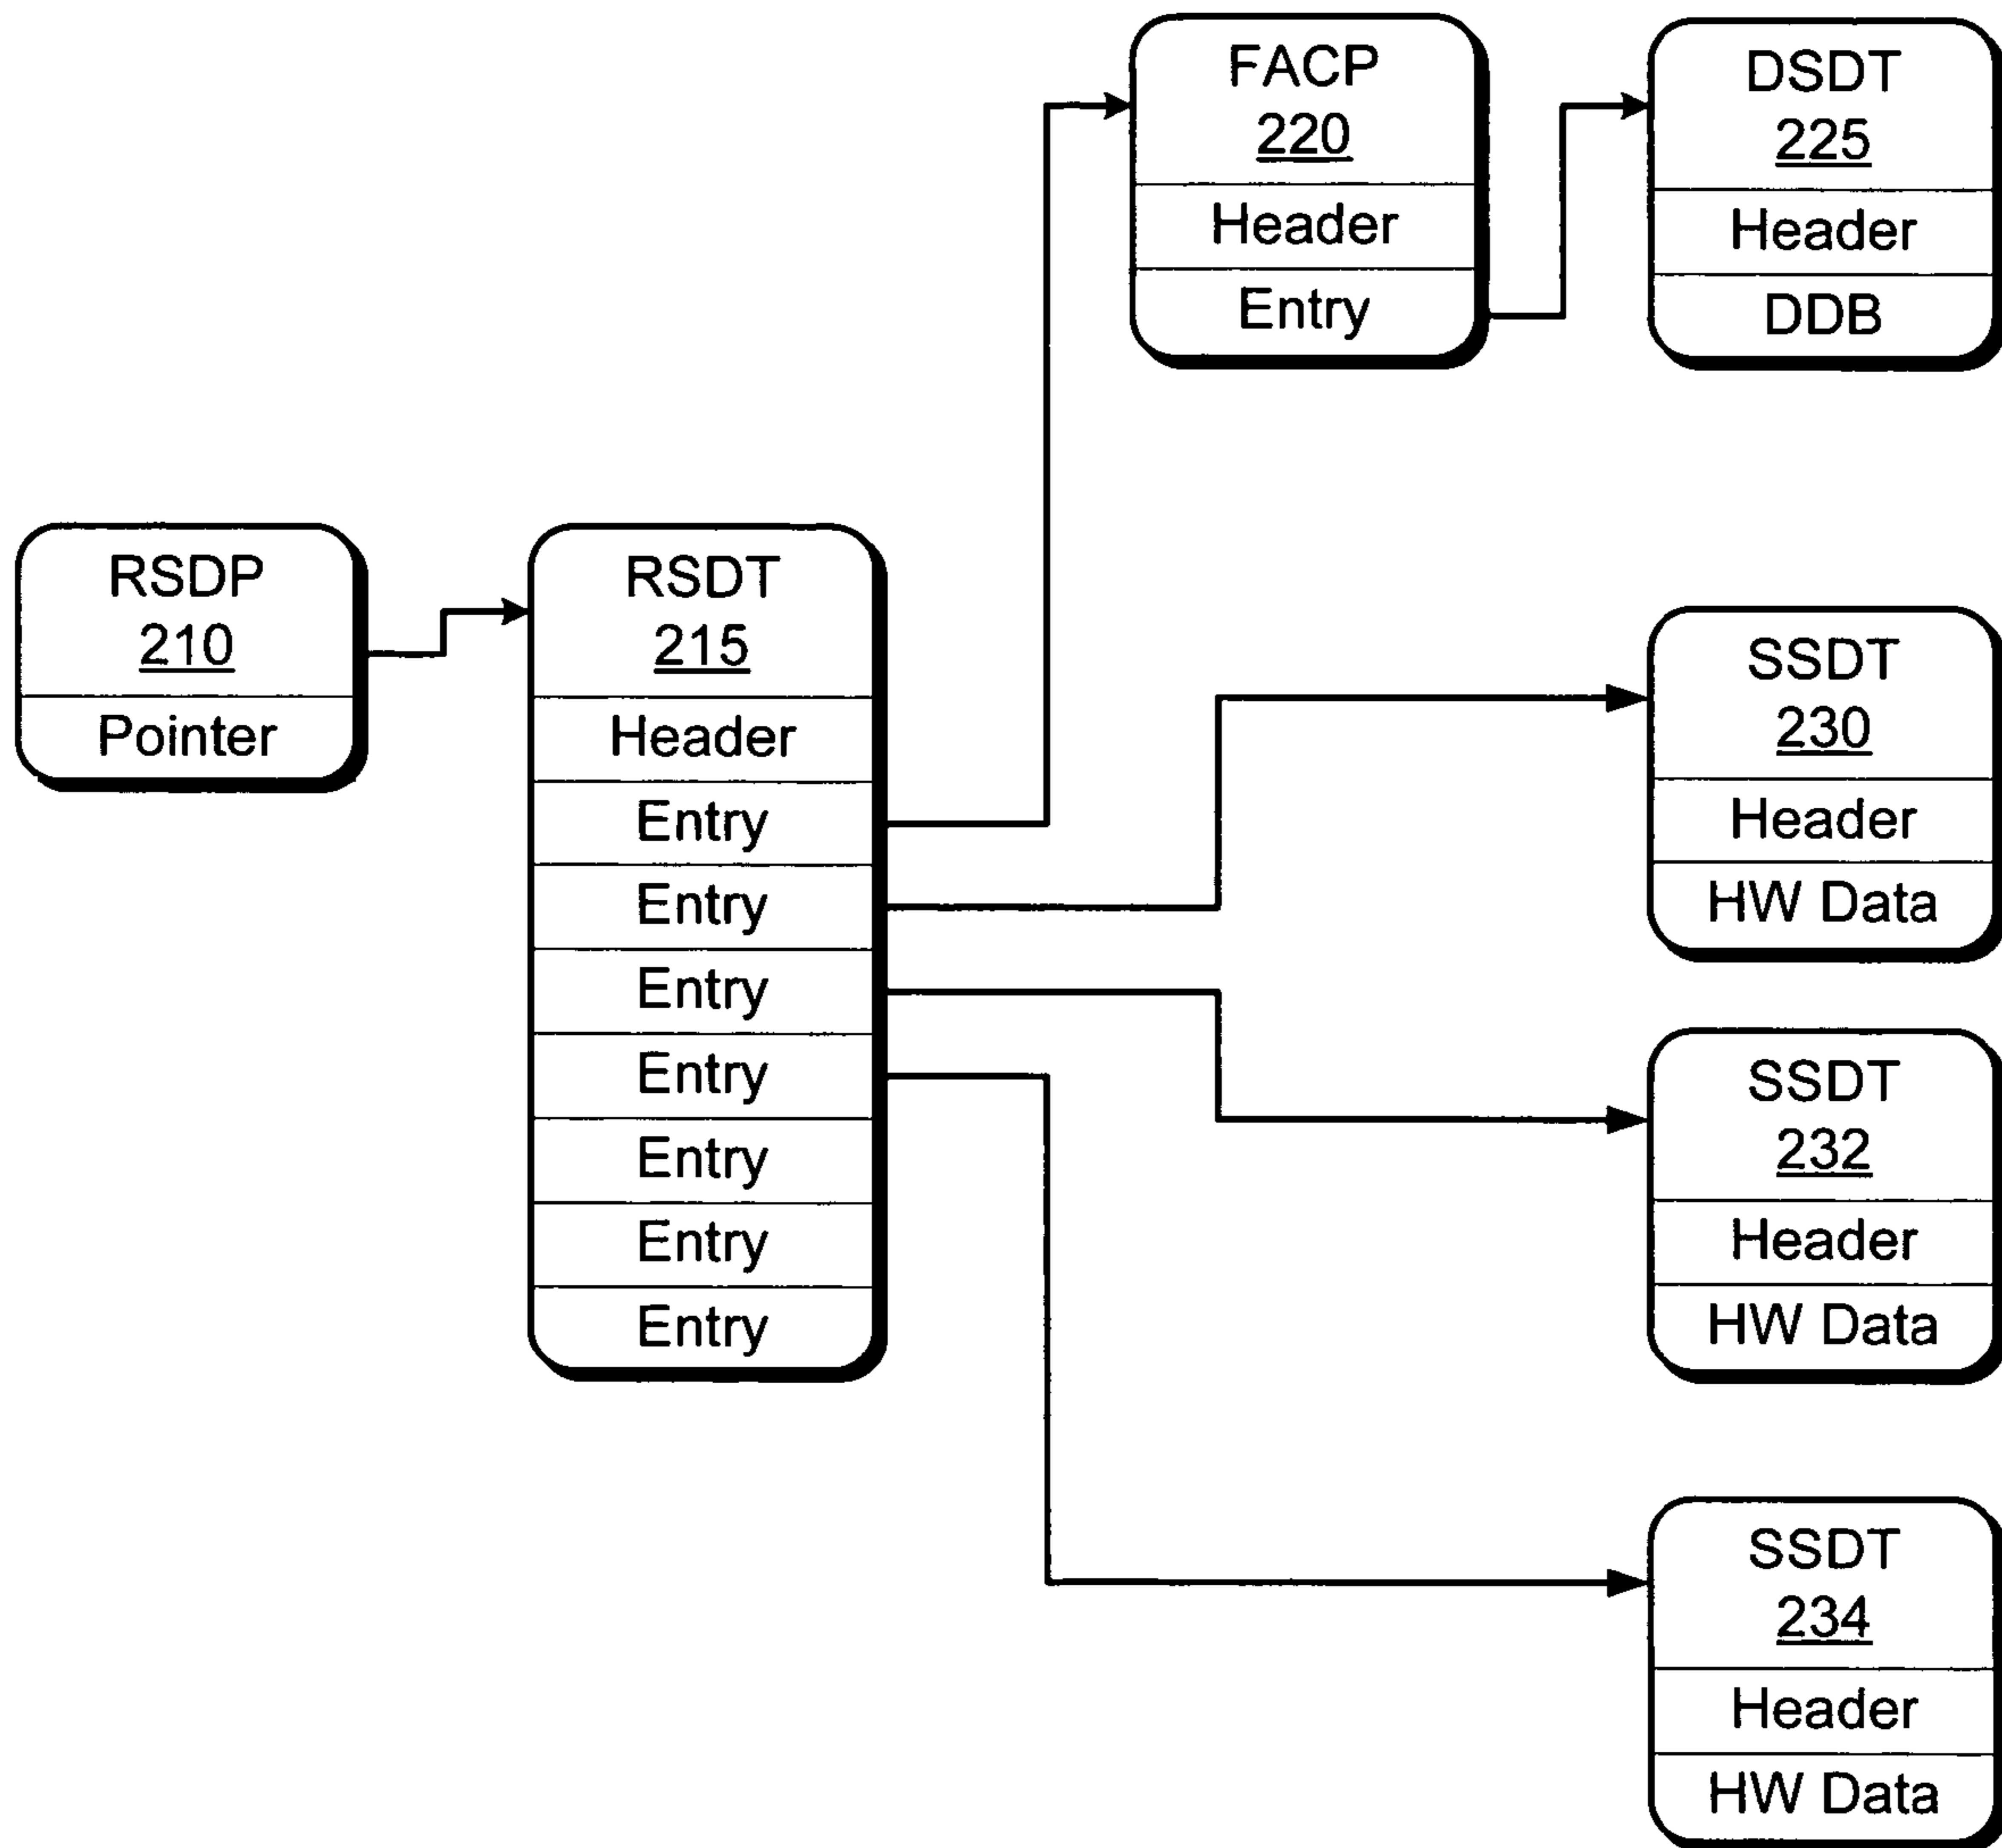 FACP
220
Header
Entry
DSDT
225
Header
DDB
RSDP
210
Pointer
RSDT
215
Header
Entry
Entry
Entry
Entry
Entry
Entry
Entry
SSDT
230
Header
HW Data
SSDT
232
Header
HW Data
SSDT
234
Header
HW Data